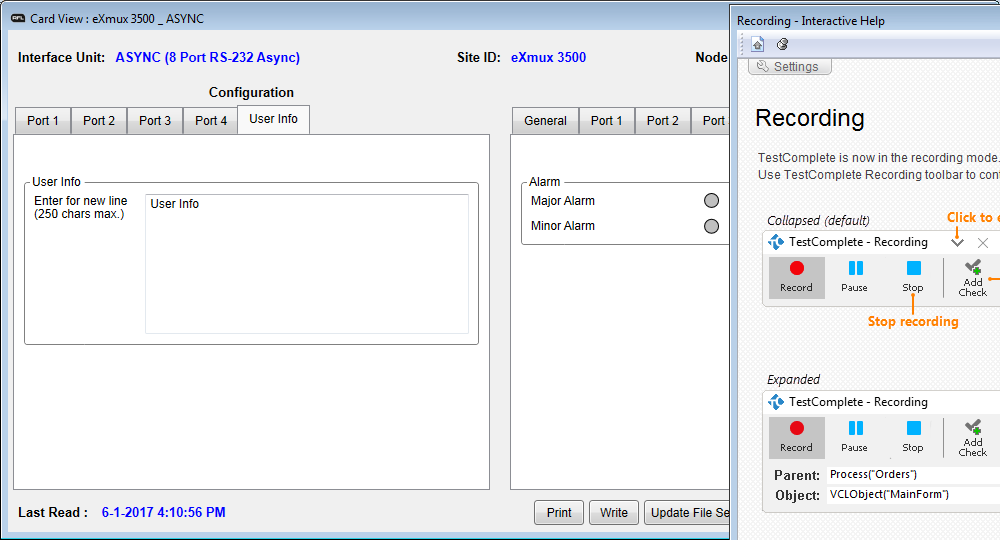 AFL Card View : eXmux 3500 _ ASYNC
Interface Unit: ASYNC (8 Port RS-232 Async) Site ID: eXmux 3500 Node
Configuration
Port 1 Port 2 Port 3 Port 4 User Info
General Port 1 Port 2 Port
User Info
Enter for new line
(250 chars max.)
User Info
Alarm
Major Alarm
Minor Alarm
Last Read : 6-1-2017 4:10:56 PM
Print Write Update File Se
Recording - Interactive Help
Settings
Recording
TestComplete is now in the recording mode.
Use TestComplete Recording toolbar to cont
Collapsed (default)
Click to e
TestComplete - Recording
Record Pause Stop Add
Check
Stop recording
Expanded
TestComplete - Recording
Record Pause Stop Add
Check
Parent: Process("Orders")
Object: VCLObject("MainForm")